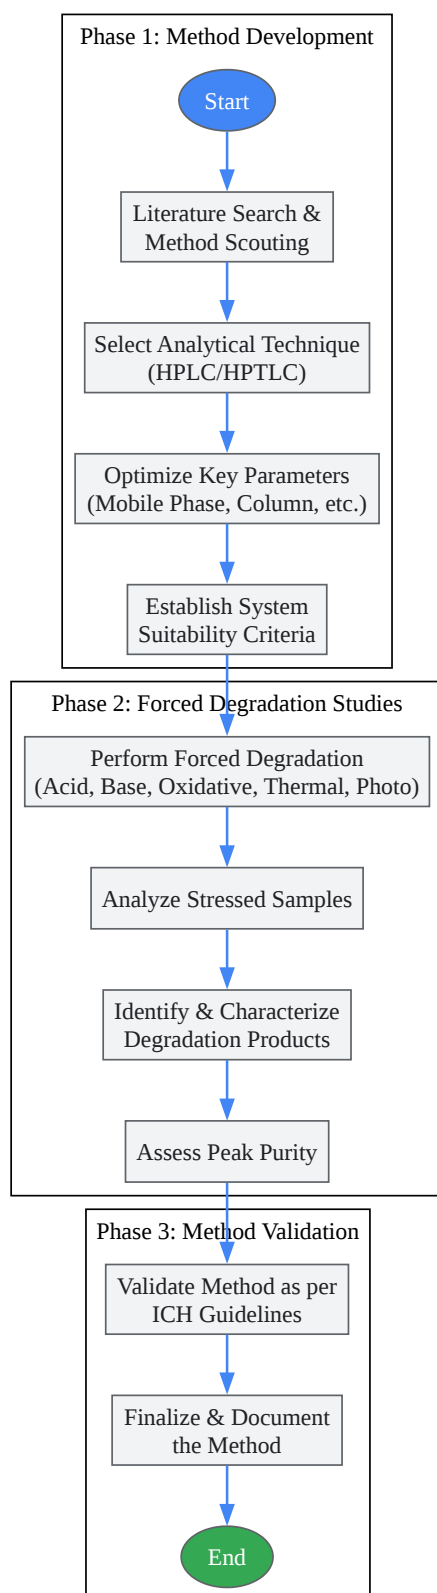 Phase 1: Method Development
Start
Literature Search &
Method Scouting
Select Analytical Technique
(HPLC/HPTLC)
Optimize Key Parameters
(Mobile Phase, Column, etc.)
Establish System
Suitability Criteria
Phase 2: Forced Degradation Studies
Perform Forced Degradation
(Acid, Base, Oxidative, Thermal, Photo)
Analyze Stressed Samples
Identify & Characterize
Degradation Products
Assess Peak Purity
Phase 3: Method Validation
Validate Method as per
ICH Guidelines
Finalize & Document
the Method
End